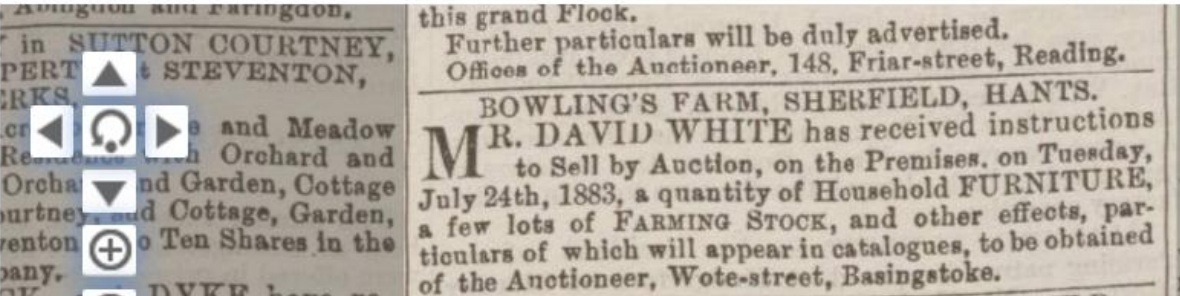 Abingdon and Faringdon.
in SUTTON COURTNEY,
STEVENTON,
and Meadow
Orchard and
and Garden, Cottage
Cottage, Garden,
Ten Shares in the
DYKE
this grand Flock.
Further particulars will be duly advertised.
Offices of the Auctioneer, 148, Friar-street, Reading.
BOWLING'S FARM, SHERFIELD, HANTS.
MR. DAVID WHITE has received instructions
to Sell by Auction, on the Premises, on Tuesday,
July 24th, 1883, a quantity of Household FURNITURE,
a few lots of FARMING STOCK, and other effects, par-
ticulars of which will appear in catalogues, to be obtained
of the Auctioneer, Wote-street, Basingstoke.